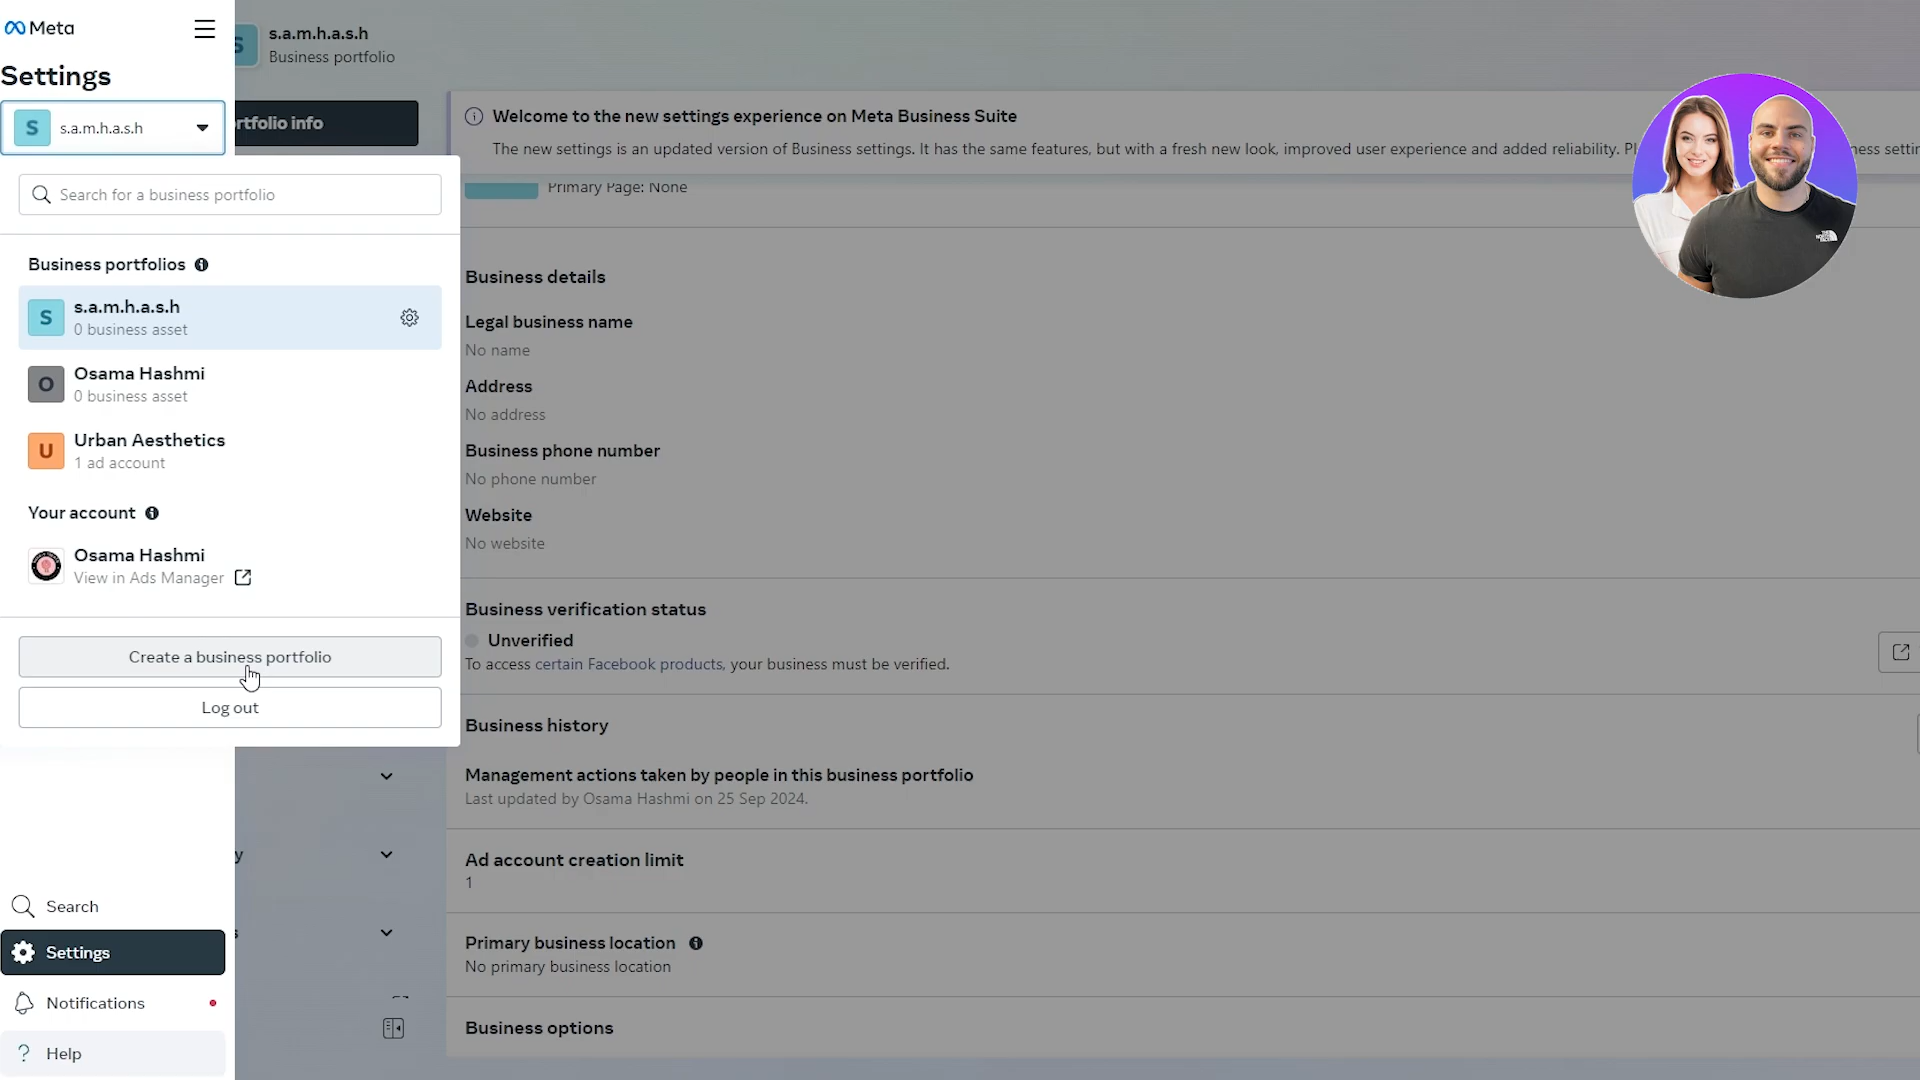 Meta
Settings
S s.a.m.h.a.s.h
Search for a business portfolio
Business portfolios
S s.a.m.h.a.s.h
0 business asset
O Osama Hashmi
0 business asset
U Urban Aesthetics
1 ad account
Your account
Osama Hashmi
View in Ads Manager
Create a business portfolio
Log out
Search
Settings
Notifications
? Help
S s.a.m.h.a.s.h
Business portfolio
rtfolio info
y
s
Welcome to the new settings experience on Meta Business Suite
The new settings is an updated version of Business settings. It has the same features, but with a fresh new look, improved user experience and added reliability. Pl
ness settin
Primary Page: None
Business details
Legal business name
No name
Address
No address
Business phone number
No phone number
Website
No website
Business verification status
Unverified
To access certain Facebook products, your business must be verified.
Business history
Management actions taken by people in this business portfolio
Last updated by Osama Hashmi on 25 Sep 2024.
Ad account creation limit
1
Primary business location
No primary business location
Business options
THE NORTH FACE